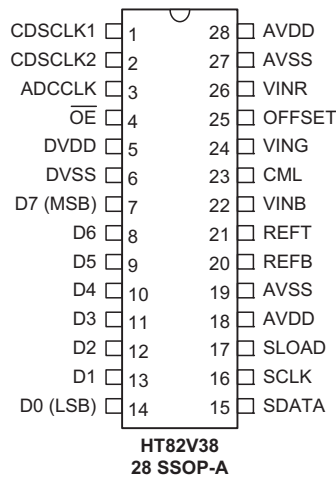 CDSCLK1 1 28 AVDD
CDSCLK2 2 27 AVSS
ADCCLK 3 26 VINR
OE 4 25 OFFSET
DVDD 5 24 VING
DVSS 6 23 CML
D7 (MSB) 7 22 VINB
D6 8 21 REFT
D5 9 20 REFB
D4 10 19 AVSS
D3 11 18 AVDD
D2 12 17 SLOAD
D1 13 16 SCLK
D0 (LSB) 14 15 SDATA
HT82V38
28 SSOP-A